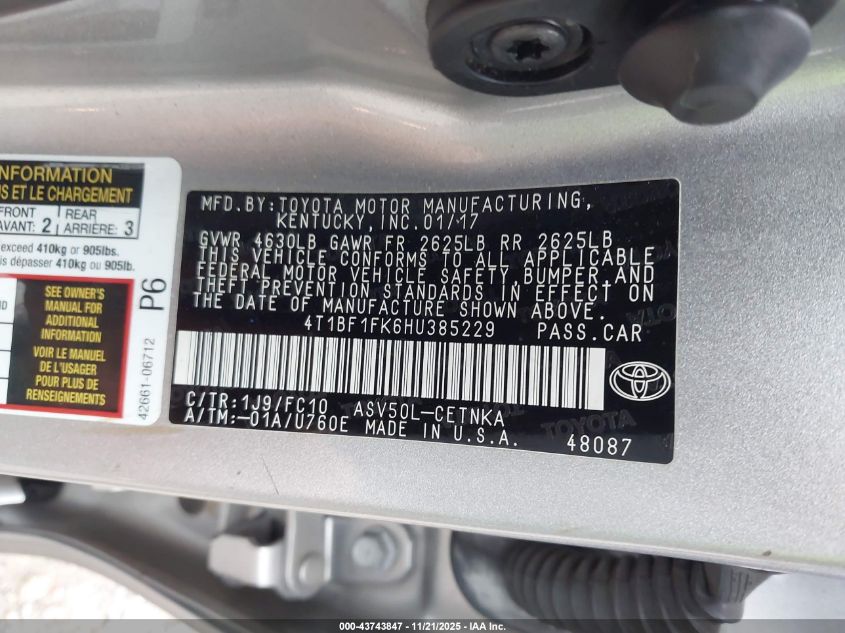 INFORMATION
US ET LE CHARGEMENT
FRONT
AVANT: 2
REAR
ARRIÈRE: 3
exceed 410kg or 905lbs.
dépasser 410kg ou 905lb.
SEE OWNER'S
MANUAL FOR
ADDITIONAL
INFORMATION
VOIR LE MANUEL
DE L'USAGER
POUR PLUS DE
RENSEIGNEMENTS
P6
42661-06712
MFD.BY:TOYOTA MOTOR MANUFACTURING,
KENTUCKY,INC.01/17
GVWR 4630LB GAWR FR 2625LB RR 2625LB
THIS VEHICLE CONFORMS TO ALL APPLICABLE
FEDERAL MOTOR VEHICLE SAFETY, BUMPER, AND
THEFT PREVENTION STANDARDS IN EFFECT ON
THE DATE OF MANUFACTURE SHOWN ABOVE.
4T1BF1FK6HU385229 PASS.CAR
C/TR:1J9/FC10 ASV50L-CETNKA
A/TM:-01A/U760E MADE IN U.S.A.
48087
TOYOTA
000-43743847 - 11/21/2025 - IAA Inc.